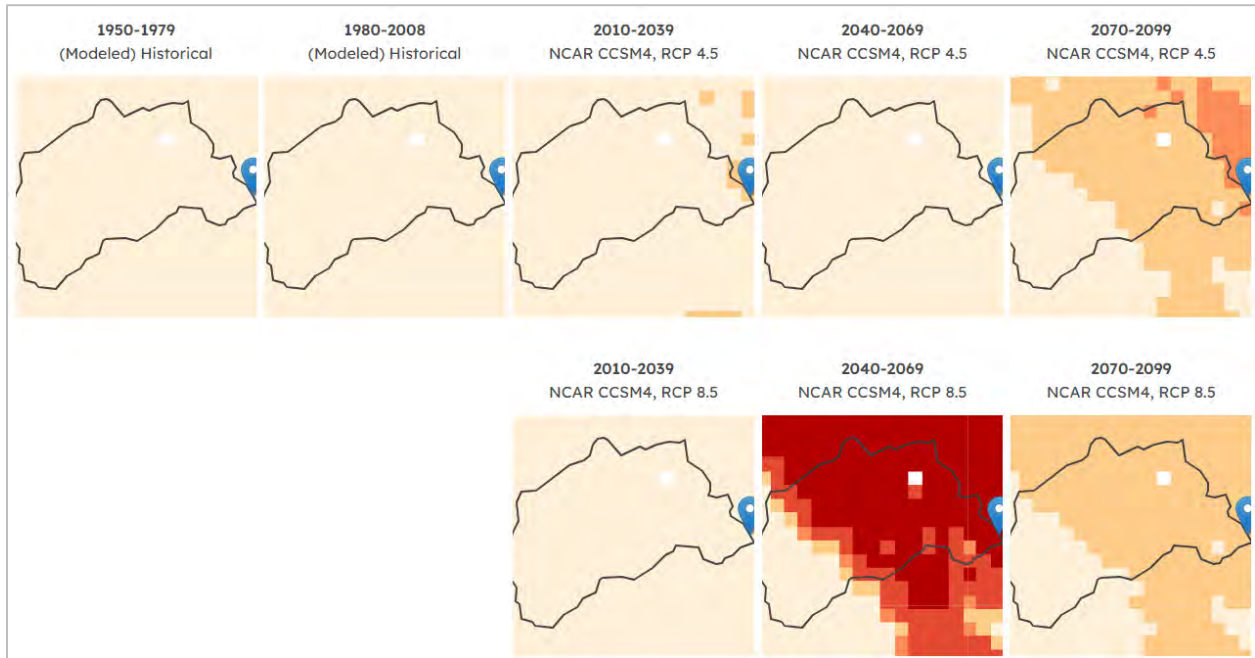 1950-1979
(Modeled) Historical
1980-2008
(Modeled) Historical
2010-2039
NCAR CCSM4, RCP 4.5
2040-2069
NCAR CCSM4, RCP 4.5
2070-2099
NCAR CCSM4, RCP 4.5
2010-2039
NCAR CCSM4, RCP 8.5
2040-2069
NCAR CCSM4, RCP 8.5
2070-2099
NCAR CCSM4, RCP 8.5